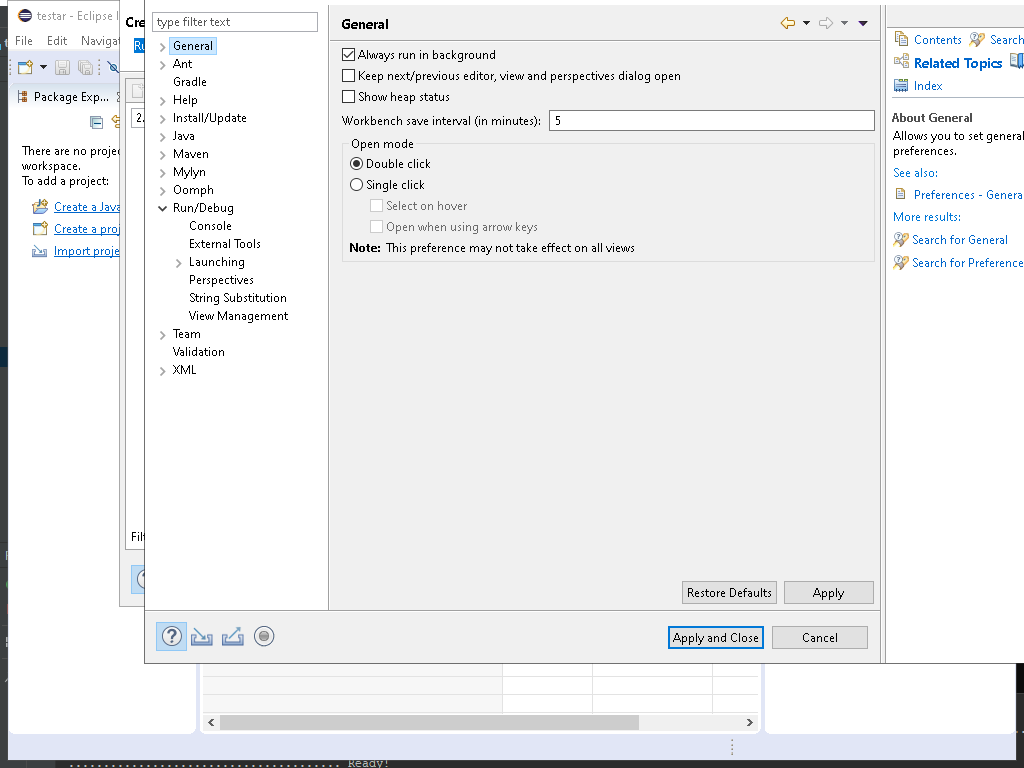 testar - Eclipse I
File Edit Navigat
Package Exp...
There are no projec
workspace.
To add a project:
Create a Java
Create a proj
Import proje
Cre
Ru
2.
Filt
type filter text
General
Ant
Gradle
Help
Install/Update
Java
Maven
Mylyn
Oomph
Run/Debug
Console
External Tools
Launching
Perspectives
String Substitution
View Management
Team
Validation
XML
General
Always run in background
Keep next/previous editor, view and perspectives dialog open
Show heap status
Workbench save interval (in minutes): 5
Open mode
Double click
Single click
Select on hover
Open when using arrow keys
Note: This preference may not take effect on all views
Restore Defaults Apply
Apply and Close Cancel
Contents Search
Related Topics
Index
About General
Allows you to set general
preferences.
See also:
Preferences - Genera
More results:
Search for General
Search for Preference
Ready!